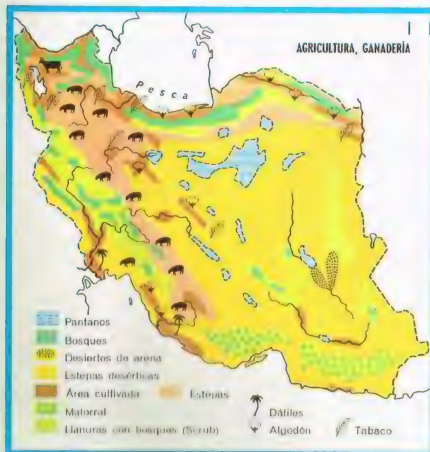 AGRICULTURA, GANADERÍA
Pesca
Pantanos
Bosques
Desiertos de arena
Estepas desérticas
Área cultivada
Estepas
Matorral
Dátiles
Llanuras con bosques (Scrub)
Algodón
Tabaco